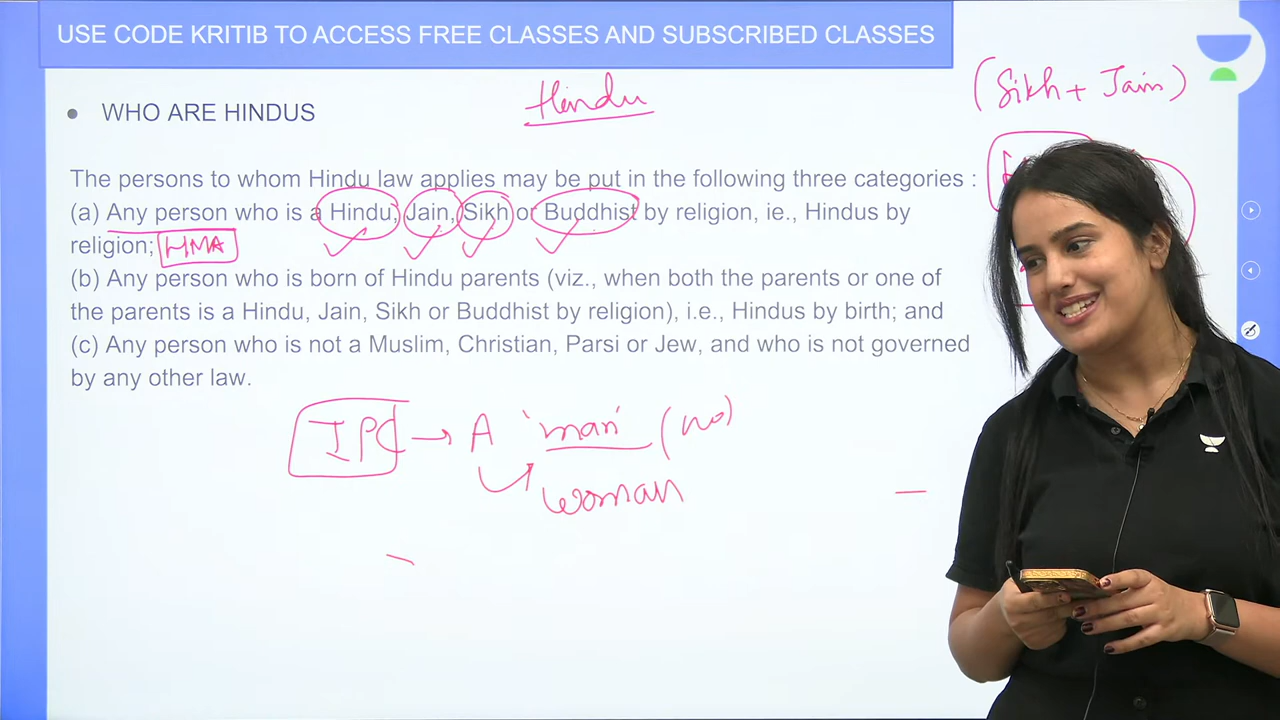 USE CODE KRITIB TO ACCESS FREE CLASSES AND SUBSCRIBED CLASSES
(Sikh + Jain)
Hindu
• WHO ARE HINDUS
The persons to whom Hindu law applies may be put in the following three categories :
(a) Any person who is a Hindu, Jain, Sikh or Buddhist by religion, ie., Hindus by
religion; HMA
(b) Any person who is born of Hindu parents (viz., when both the parents or one of
the parents is a Hindu, Jain, Sikh or Buddhist by religion), i.e., Hindus by birth; and
(c) Any person who is not a Muslim, Christian, Parsi or Jew, and who is not governed
by any other law.
IPC → A 'man' (no)
woman